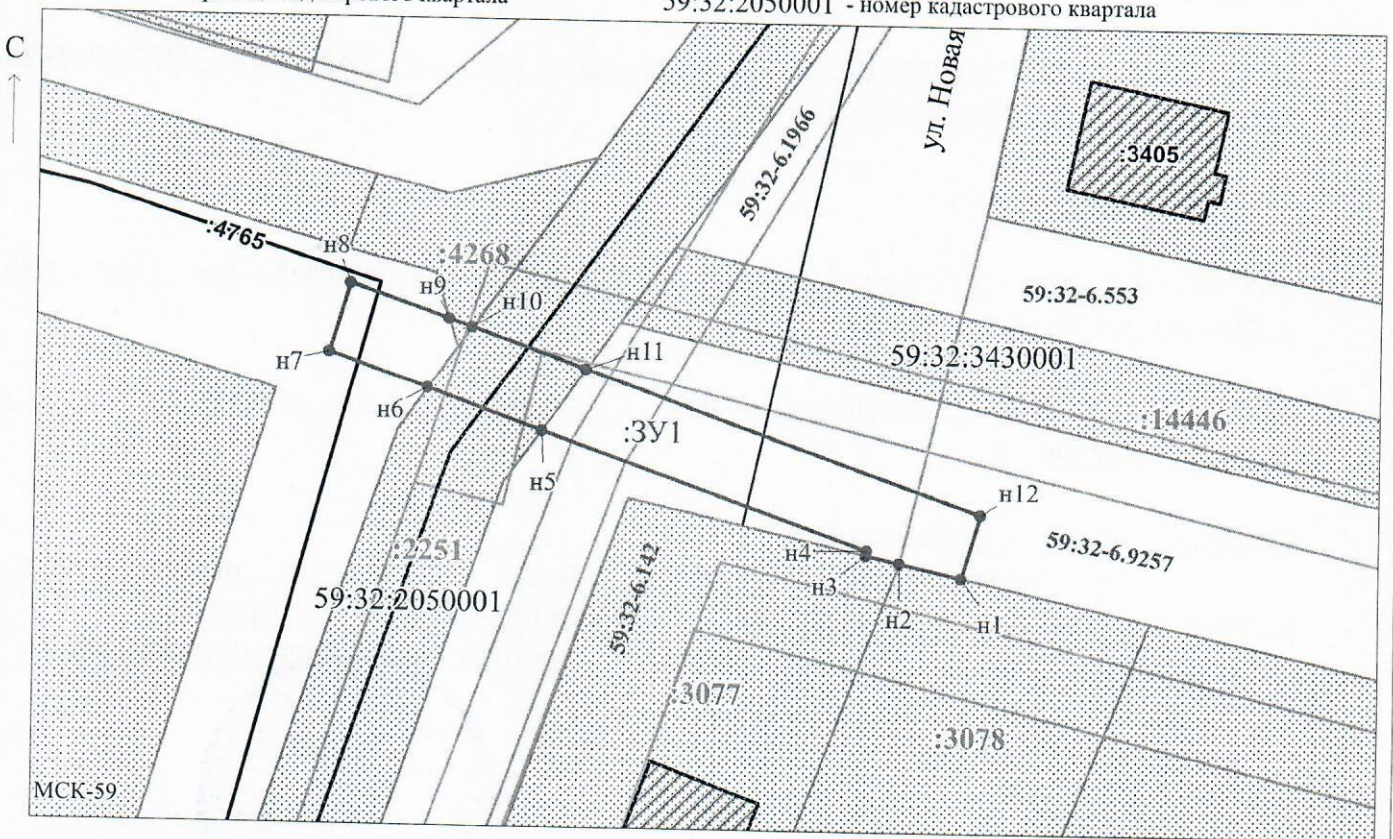 59:32:2050001 - номер кадастрового квартала
С
ул. Новая
59:32-6.1966
:3405
:4765
н8
:4268
н9
н10
59:32-6.553
н7
н11
59:32:3430001
н6
:ЗУ1
:14446
н5
н12
н4
59:32-6.9257
:2251
н3
59:32-6.142
59:32:2050001
н2
н1
:3077
:3078
МСК-59